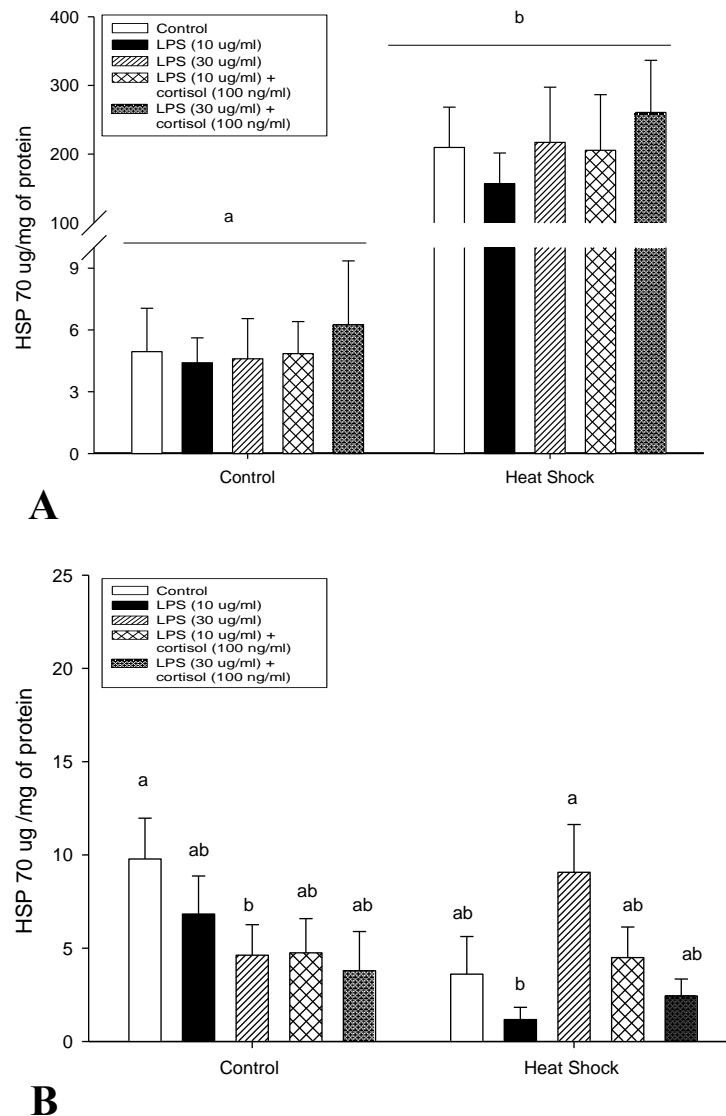 400
300
200
100
9
6
3
0
HSP 70 ug/mg of protein
Control
LPS (10 ug/ml)
LPS (30 ug/ml)
LPS (10 ug/ml) +
cortisol (100 ng/ml)
LPS (30 ug/ml) +
cortisol (100 ng/ml)
a
b
Control
Heat Shock
A
25
20
15
10
5
0
HSP 70 ug /mg of protein
Control
LPS (10 ug/ml)
LPS (30 ug/ml)
LPS (10 ug/ml) +
cortisol (100 ng/ml)
LPS (30 ug/ml) +
cortisol (100 ng/ml)
a
ab
b
ab
ab
ab
b
a
ab
ab
Control
Heat Shock
B